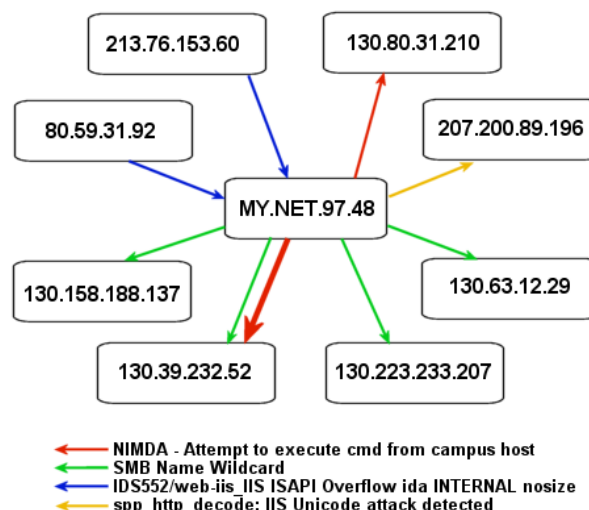 213.76.153.60
130.80.31.210
80.59.31.92
207.200.89.196
MY.NET.97.48
130.158.188.137
130.63.12.29
130.39.232.52
130.223.233.207
NIMDA - Attempt to execute cmd from campus host
SMB Name Wildcard
IDS552/web-iis_IIS ISAPI Overflow ida INTERNAL nosize
spp_http_decode: IIS Unicode attack detected